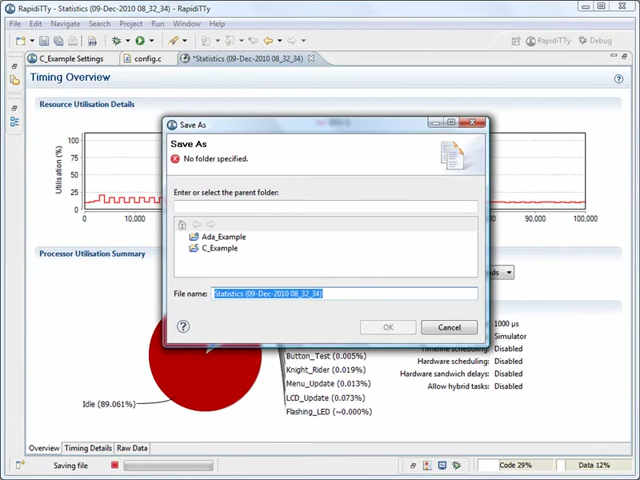 RapidiTTy - Statistics (09-Dec-2010 08_32_34) - RapidiTTy
File Edit Navigate Search Project Run Window Help
RapidiTTy Debug
C_Example Settings config.c *Statistics (09-Dec-2010 08_32_34)
Timing Overview
Resource Utilisation Details
Utilisation (%)
100
75
50
25
0
0 10,000 100,000
Processor Utilisation Summary
Save As
Save As
No folder specified.
Enter or select the parent folder:
Ada_Example
C_Example
File name: Statistics (09-Dec-2010 08_32_34)
OK Cancel
1000 µs
Simulator
Timeline scheduling: Disabled
Hardware scheduling: Disabled
Hardware sandwich delays: Disabled
Allow hybrid tasks: Disabled
Button_Test (0.005%)
Knight_Rider (0.019%)
Menu_Update (0.013%)
LCD_Update (0.073%)
Flashing_LED (~0.000%)
Idle (89.061%)
Overview Timing Details Raw Data
Saving file
Code 29% Data 12%